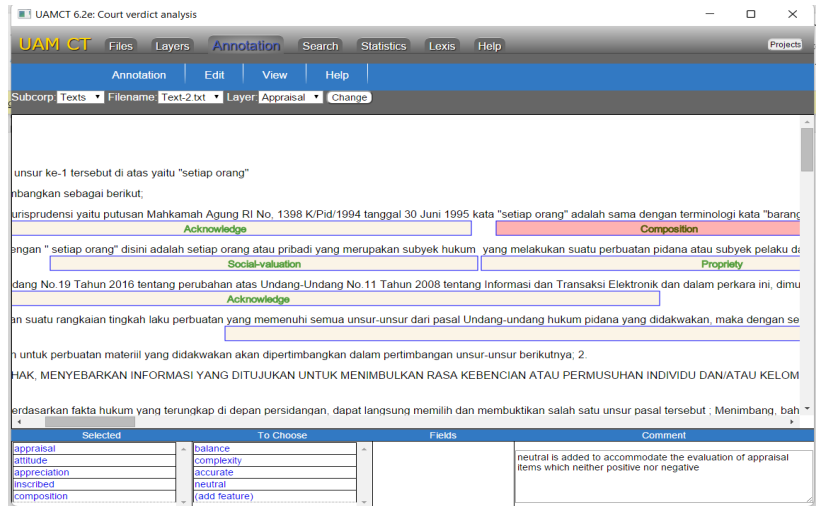 UAMCT 6.2e: Court verdict analysis
UAM CT Files Layers Annotation Search Statistics Lexis Help Projects
Annotation Edit View Help
Subcorp: Texts Filename: Text-2.txt Layer: Appraisal Change
unsur ke-1 tersebut di atas yaitu "setiap orang"
nbangkan sebagai berikut;
urisprudensi yaitu putusan Mahkamah Agung RI No, 1398 K/Pid/1994 tanggal 30 Juni 1995 kata "setiap orang" adalah sama dengan terminologi kata "barang
Acknowledge Composition
engan " setiap orang" disini adalah setiap orang atau pribadi yang merupakan subyek hukum yang melakukan suatu perbuatan pidana atau subyek pelaku da
Social-valuation Propriety
dang No.19 Tahun 2016 tentang perubahan atas Undang-Undang No.11 Tahun 2008 tentang Informasi dan Transaksi Elektronik dan dalam perkara ini, dimu
Acknowledge
an suatu rangkaian tingkah laku perbuatan yang memenuhi semua unsur-unsur dari pasal Undang-undang hukum pidana yang didakwakan, maka dengan se
n untuk perbuatan materiil yang didakwakan akan dipertimbangkan dalam pertimbangan unsur-unsur berikutnya; 2.
HAK, MENYEBARKAN INFORMASI YANG DITUJUKAN UNTUK MENIMBULKAN RASA KEBENCIAN ATAU PERMUSUHAN INDIVIDU DAN/ATAU KELOM
erdasarkan fakta hukum yang terungkap di depan persidangan, dapat langsung memilih dan membuktikan salah satu unsur pasal tersebut ; Menimbang, bah
Selected To Choose Fields Comment
appraisal balance
attitude complexity
appreciation accurate
inscribed neutral
composition (add feature)
neutral is added to accommodate the evaluation of appraisal
items which neither positive nor negative